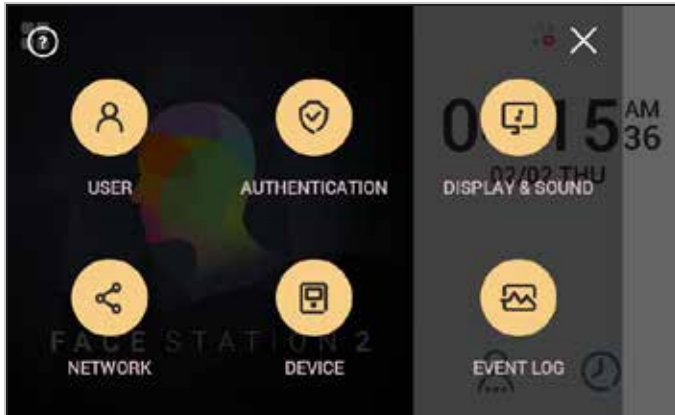 ?
AM
36
02/02 THU
USER
AUTHENTICATION
DISPLAY & SOUND
FACE STATION 2
NETWORK
DEVICE
EVENT LOG